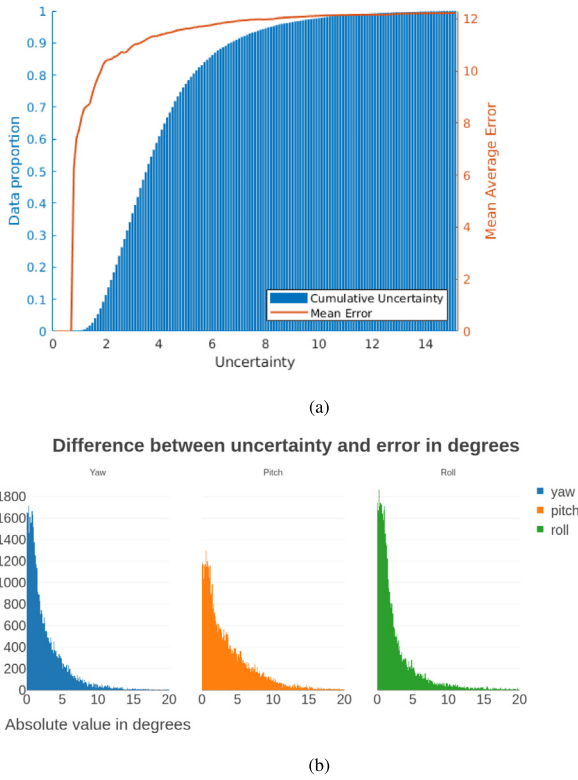 1
0.9
0.8
0.7
0.6
0.5
0.4
0.3
0.2
0.1
0
Data proportion
12
10
8
6
4
2
0
Mean Average Error
Cumulative Uncertainty
Mean Error
0 2 4 6 8 10 12 14
Uncertainty
(a)
Difference between uncertainty and error in degrees
Yaw Pitch Roll
1800
1600
1400
1200
1000
800
600
400
200
0
yaw
pitch
roll
0 5 10 15 20 0 5 10 15 20 0 5 10 15 20
Absolute value in degrees
(b)